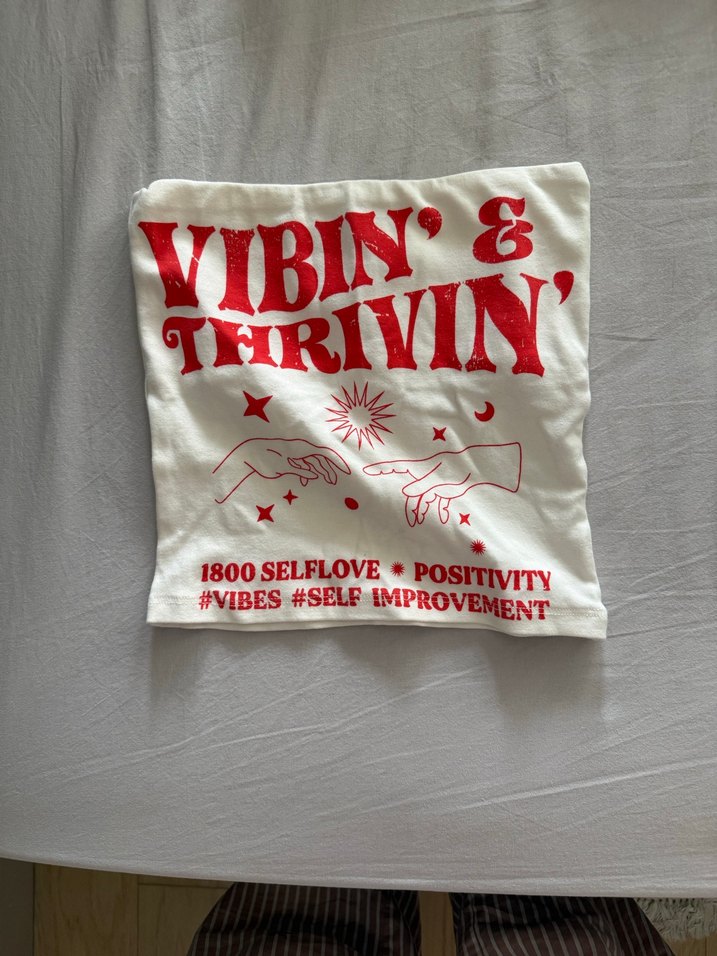 VIBIN' &
THRIVIN'
1800 SELFLOVE ✹ POSITIVITY
#VIBES #SELF IMPROVEMENT